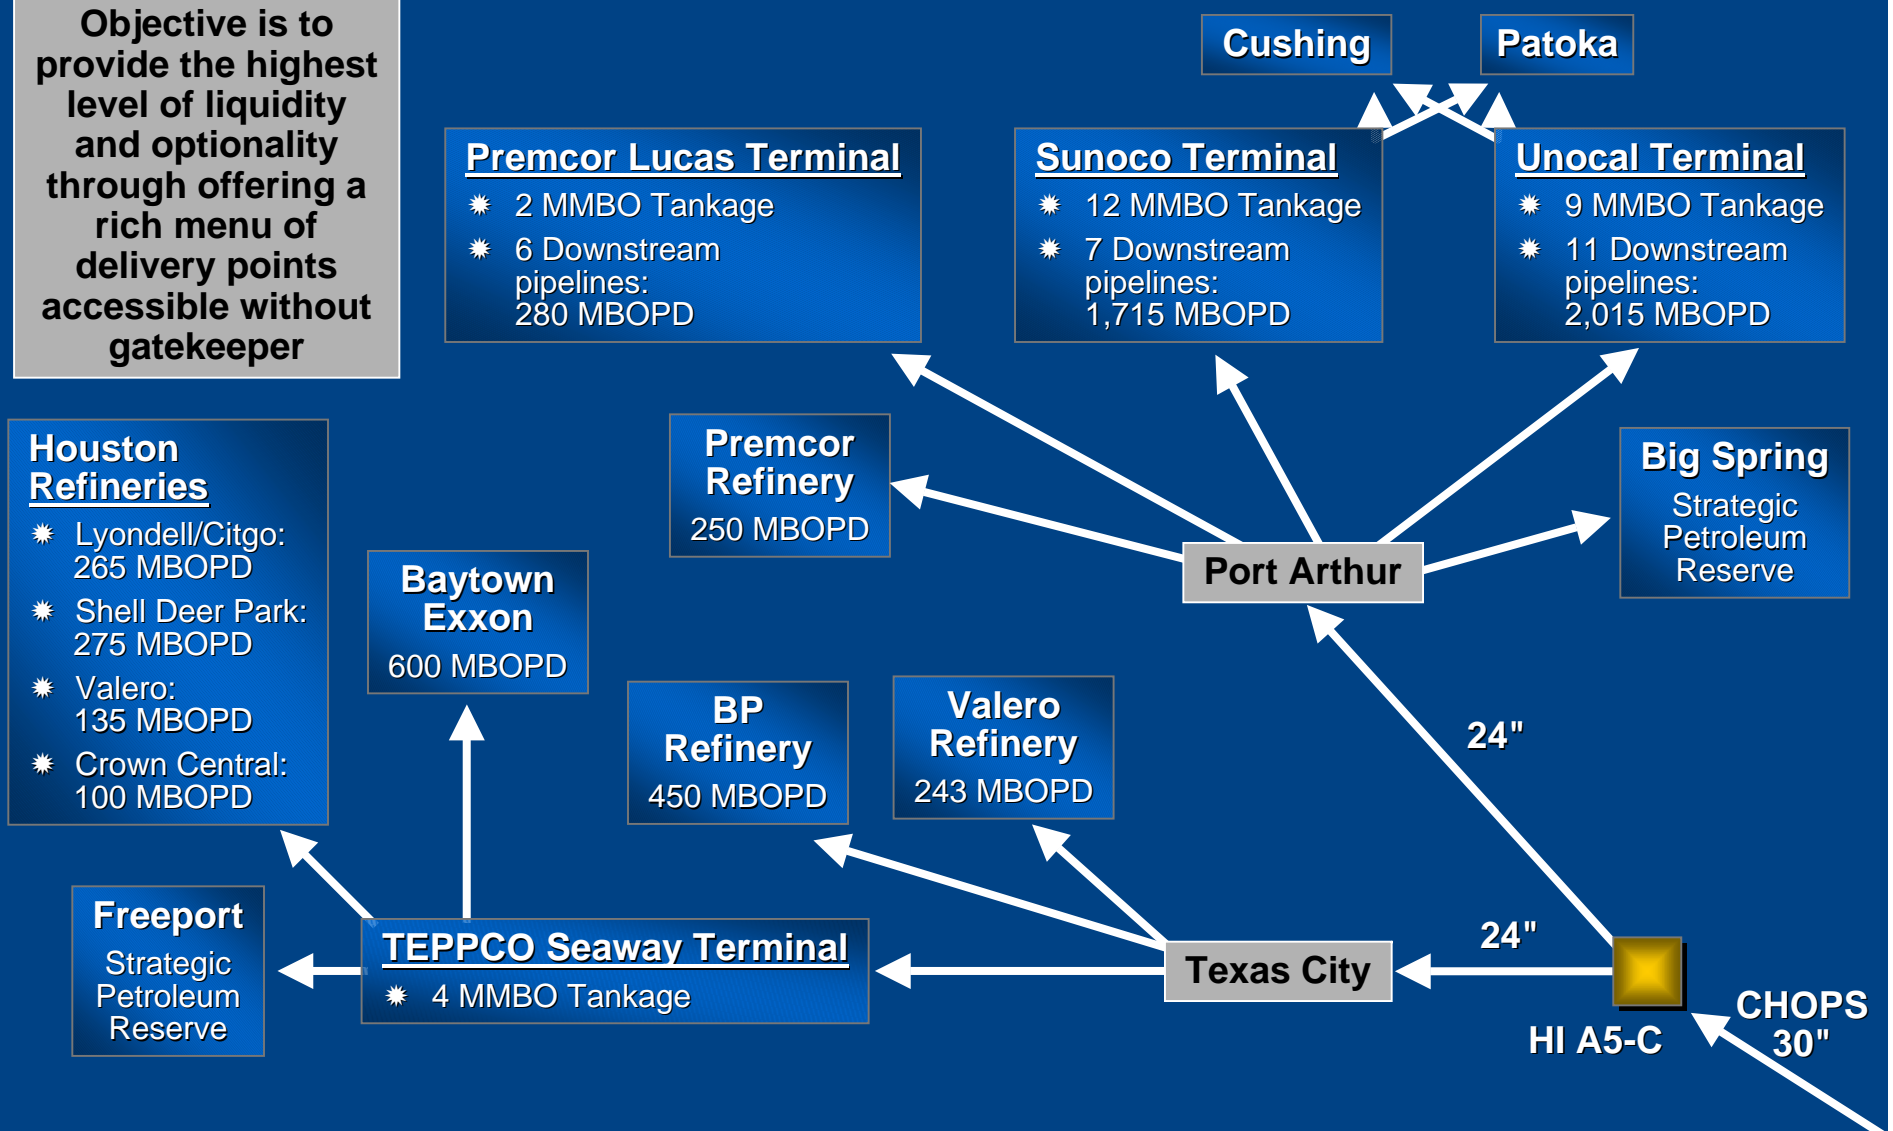 Objective is to
provide the highest
level of liquidity
and optionality
through offering a
rich menu of
delivery points
accessible without
gatekeeper
Cushing
Patoka
Premcor Lucas Terminal
2 MMBO Tankage
6 Downstream
pipelines:
280 MBOPD
Sunoco Terminal
12 MMBO Tankage
7 Downstream
pipelines:
1,715 MBOPD
Unocal Terminal
9 MMBO Tankage
11 Downstream
pipelines:
2,015 MBOPD
Houston
Refineries
Lyondell/Citgo:
265 MBOPD
Shell Deer Park:
275 MBOPD
Valero:
135 MBOPD
Crown Central:
100 MBOPD
Premcor
Refinery
250 MBOPD
Big Spring
Strategic
Petroleum
Reserve
Port Arthur
Baytown
Exxon
600 MBOPD
BP
Refinery
450 MBOPD
Valero
Refinery
243 MBOPD
24"
24"
Freeport
Strategic
Petroleum
Reserve
TEPPCO Seaway Terminal
4 MMBO Tankage
Texas City
HI A5-C
CHOPS
30"